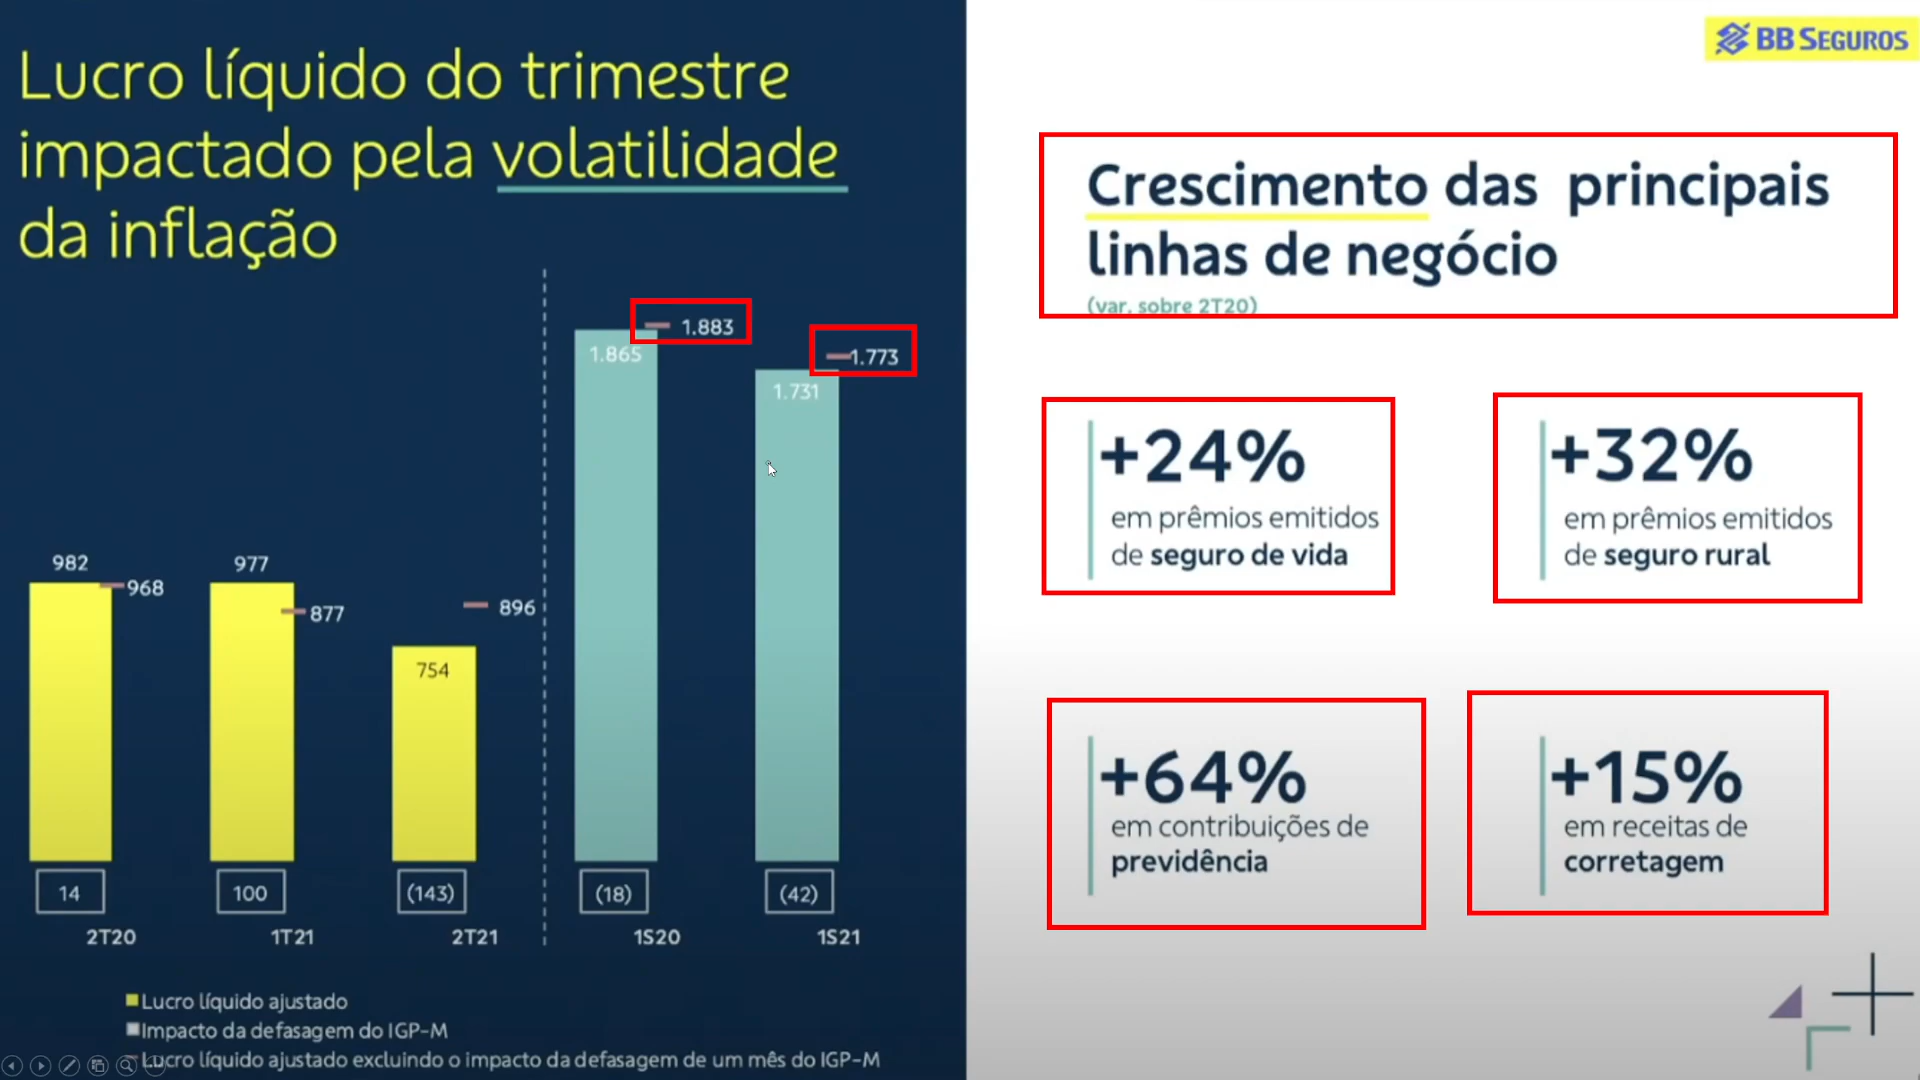 Lucro líquido do trimestre
impactado pela volatilidade
da inflação
982
968
977
877
754
896
1.865
1.883
1.731
1.773
14
100
(143)
(18)
(42)
2T20
1T21
2T21
1S20
1S21
Lucro líquido ajustado
Impacto da defasagem do IGP-M
Lucro líquido ajustado excluindo o impacto da defasagem de um mês do IGP-M
BB SEGUROS
Crescimento das principais
linhas de negócio
(var. sobre 2T20)
+24%
em prêmios emitidos
de seguro de vida
+32%
em prêmios emitidos
de seguro rural
+64%
em contribuições de
previdência
+15%
em receitas de
corretagem